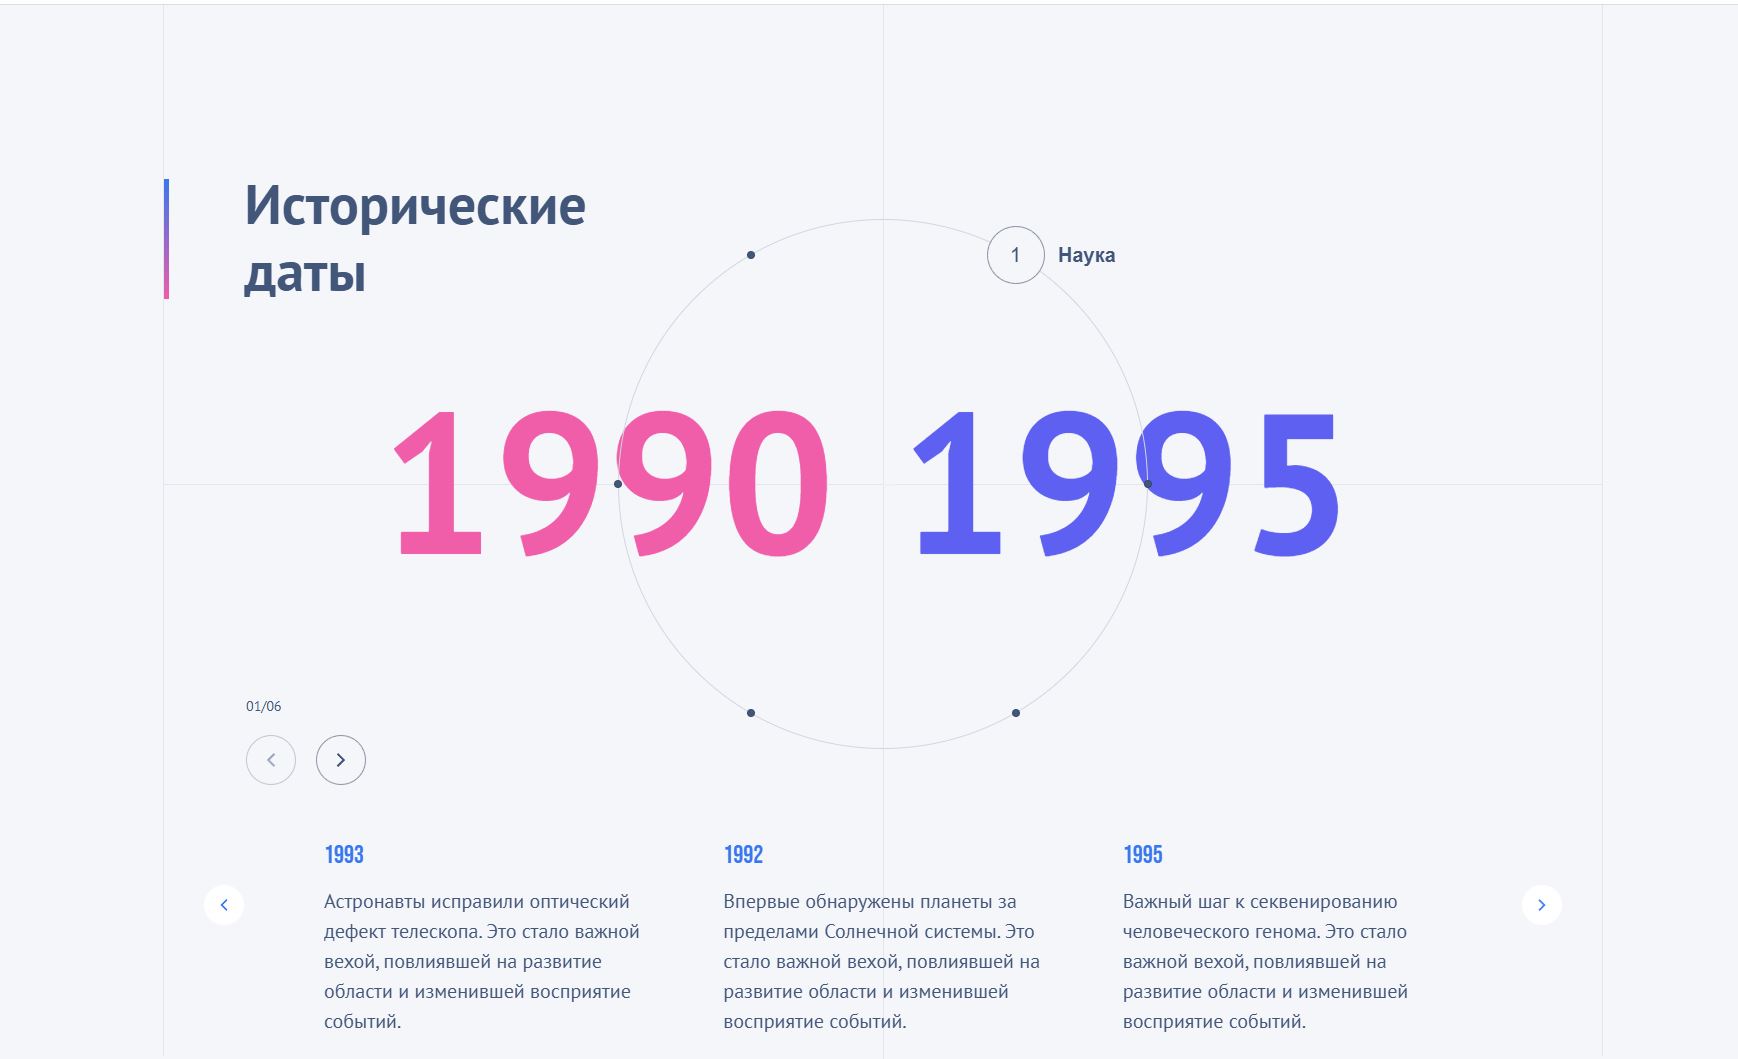 Исторические
даты
1 Наука
1990 1995
01/06
1993
Астронавты исправили оптический
дефект телескопа. Это стало важной
вехой, повлиявшей на развитие
области и изменившей восприятие
событий.
1992
Впервые обнаружены планеты за
пределами Солнечной системы. Это
стало важной вехой, повлиявшей на
развитие области и изменившей
восприятие событий.
1995
Важный шаг к секвенированию
человеческого генома. Это стало
важной вехой, повлиявшей на
развитие области и изменившей
восприятие событий.